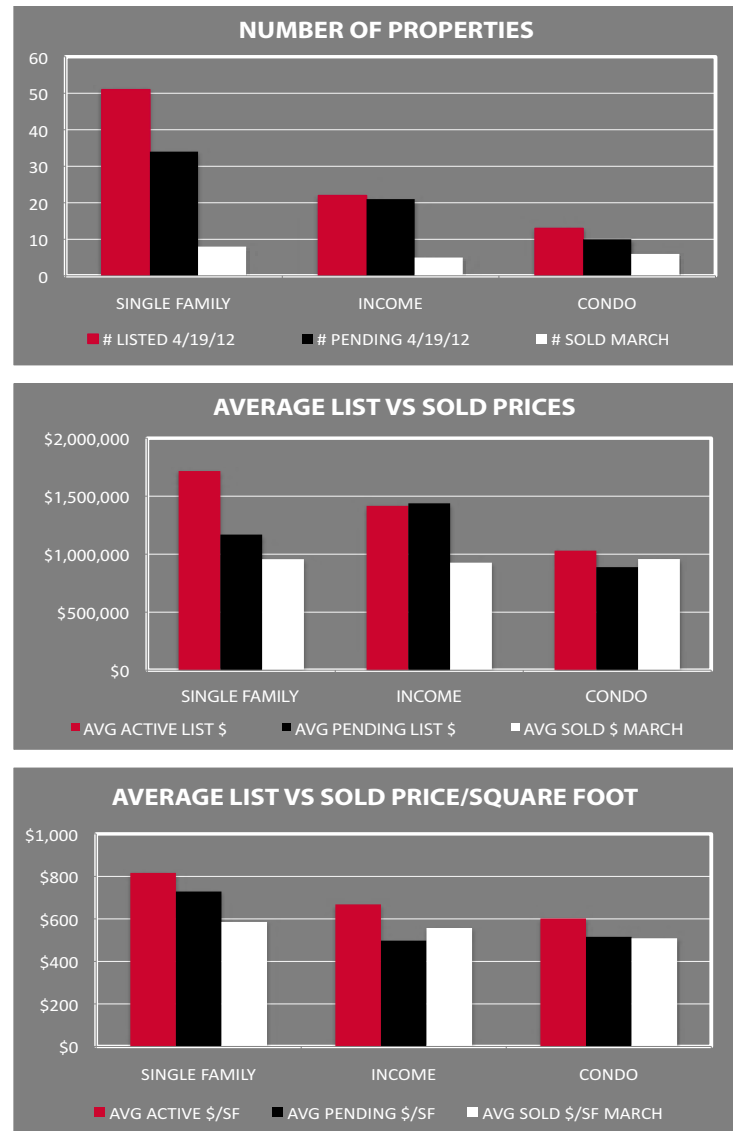 NUMBER OF PROPERTIES
60
50
40
30
20
10
0
SINGLE FAMILY INCOME CONDO
# LISTED 4/19/12 # PENDING 4/19/12 # SOLD MARCH
AVERAGE LIST VS SOLD PRICES
$2,000,000
$1,500,000
$1,000,000
$500,000
$0
SINGLE FAMILY INCOME CONDO
AVG ACTIVE LIST $ AVG PENDING LIST $ AVG SOLD $ MARCH
AVERAGE LIST VS SOLD PRICE/SQUARE FOOT
$1,000
$800
$600
$400
$200
$0
SINGLE FAMILY INCOME CONDO
AVG ACTIVE $/SF AVG PENDING $/SF AVG SOLD $/SF MARCH